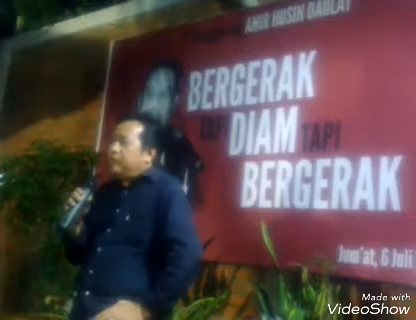 AMIR HUSIN DAULAY
BERGERAK
TAPI DIAM TAPI
BERGERAK
Jum'at, 6 Juli
Made with
VideoShow